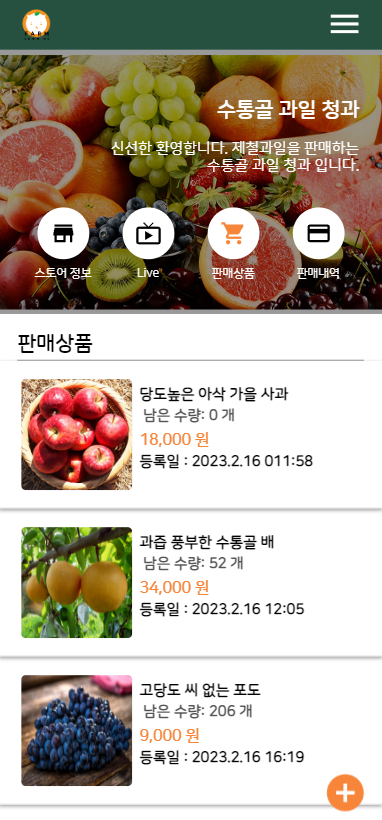 FARM
수통골 과일 청과
신선한 환영합니다. 제철과일을 판매하는
수통골 과일 청과 입니다.
스토어 정보
Live
판매상품
판매내역
판매상품
당도높은 아삭 가을 사과
남은 수량: 0 개
18,000 원
등록일 : 2023.2.16 011:58
과즙 풍부한 수통골 배
남은 수량: 52 개
34,000 원
등록일 : 2023.2.16 12:05
고당도 씨 없는 포도
남은 수량: 206 개
9,000 원
등록일 : 2023.2.16 16:19